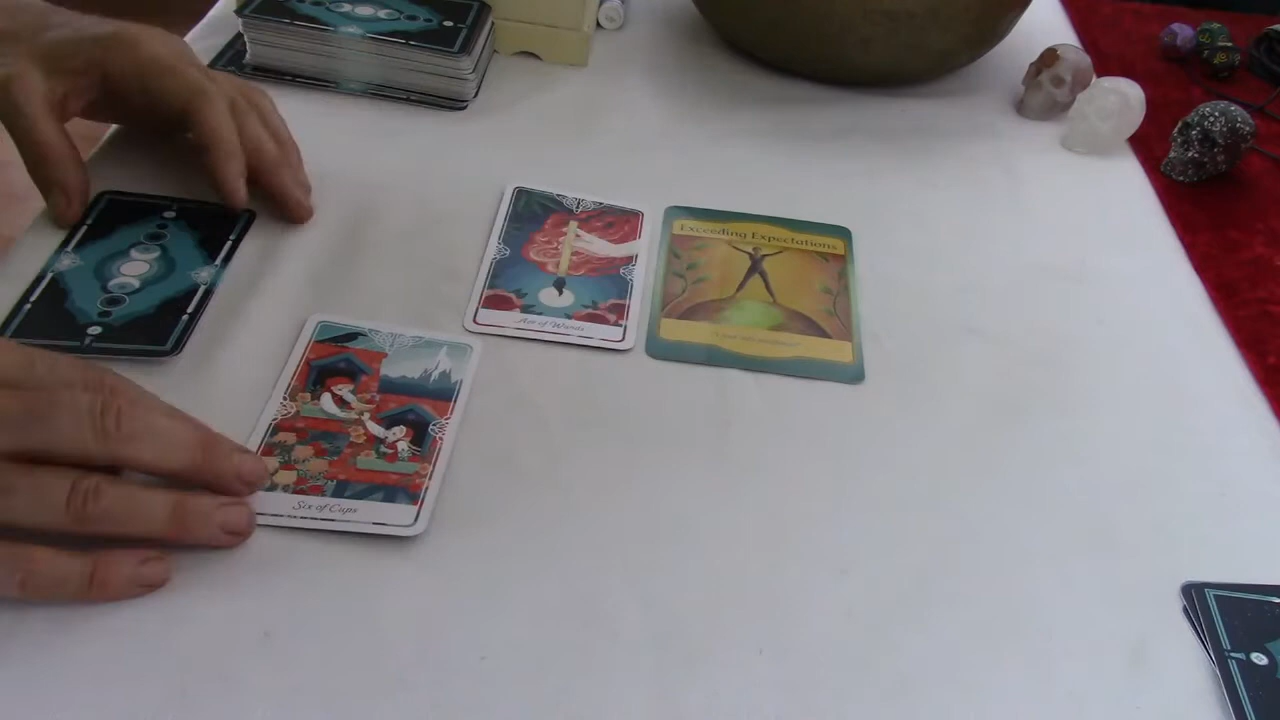 Exceeding Expectations
Ace of Wands
Six of Cups